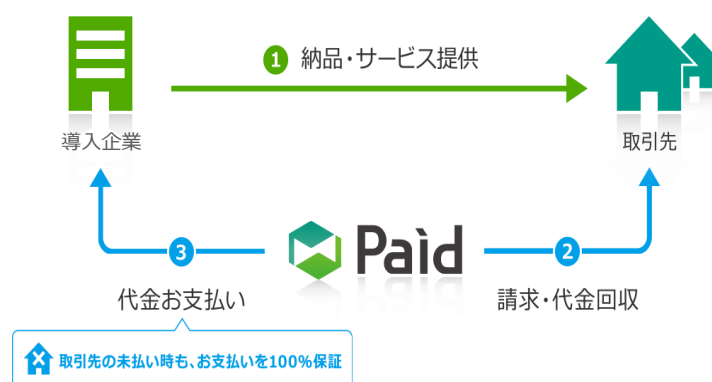 1 納品・サービス提供
導入企業
取引先
Paid
3
2
代金お支払い
請求・代金回収
取引先の未払い時も、お支払いを100%保証